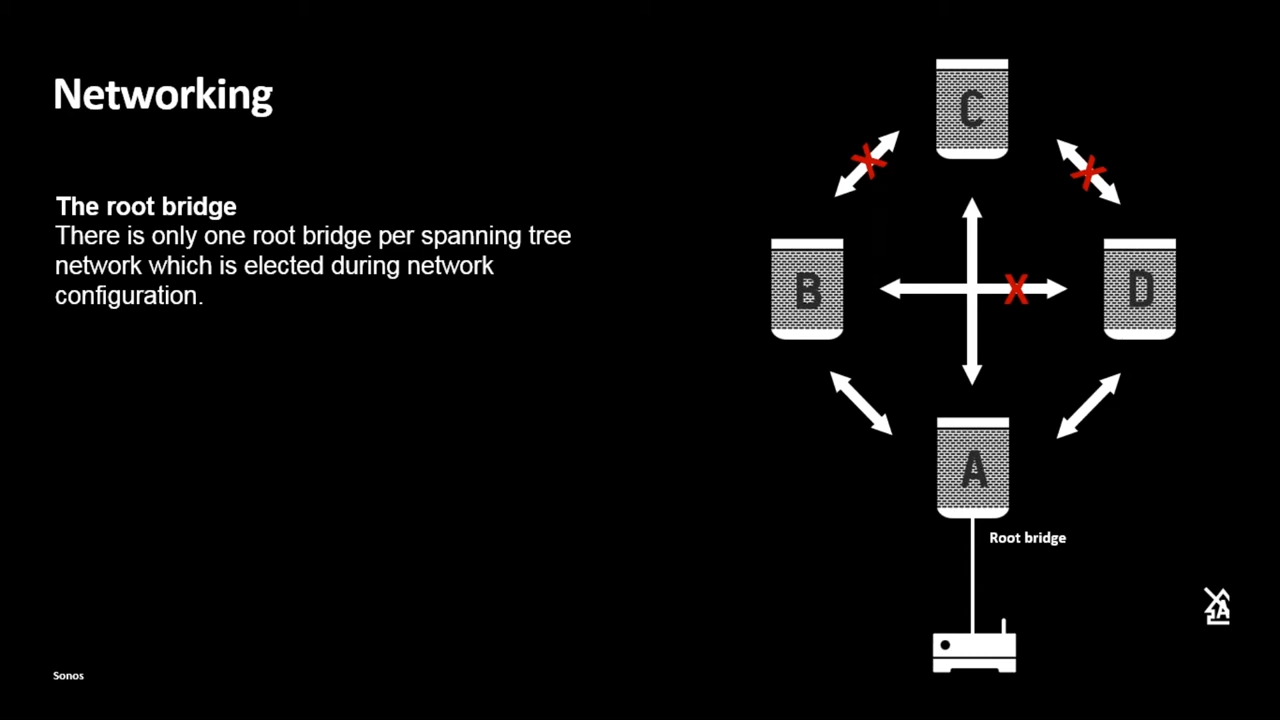 Networking
The root bridge
There is only one root bridge per spanning tree
network which is elected during network
configuration.
C
X
X
B
X
D
A
Root bridge
Sonos